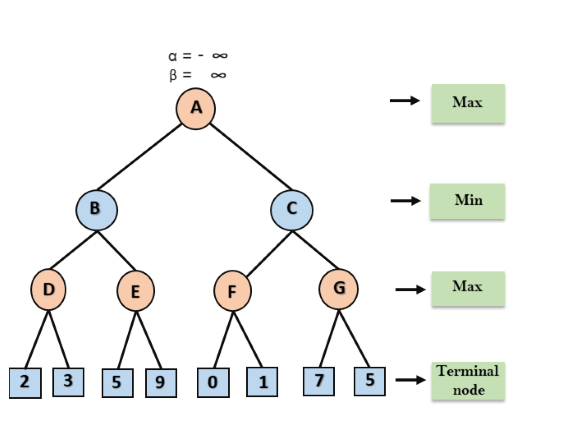 α = - ∞
β = ∞
A
Max
B
C
Min
D
E
F
G
Max
2
3
5
9
0
1
7
5
Terminal
node